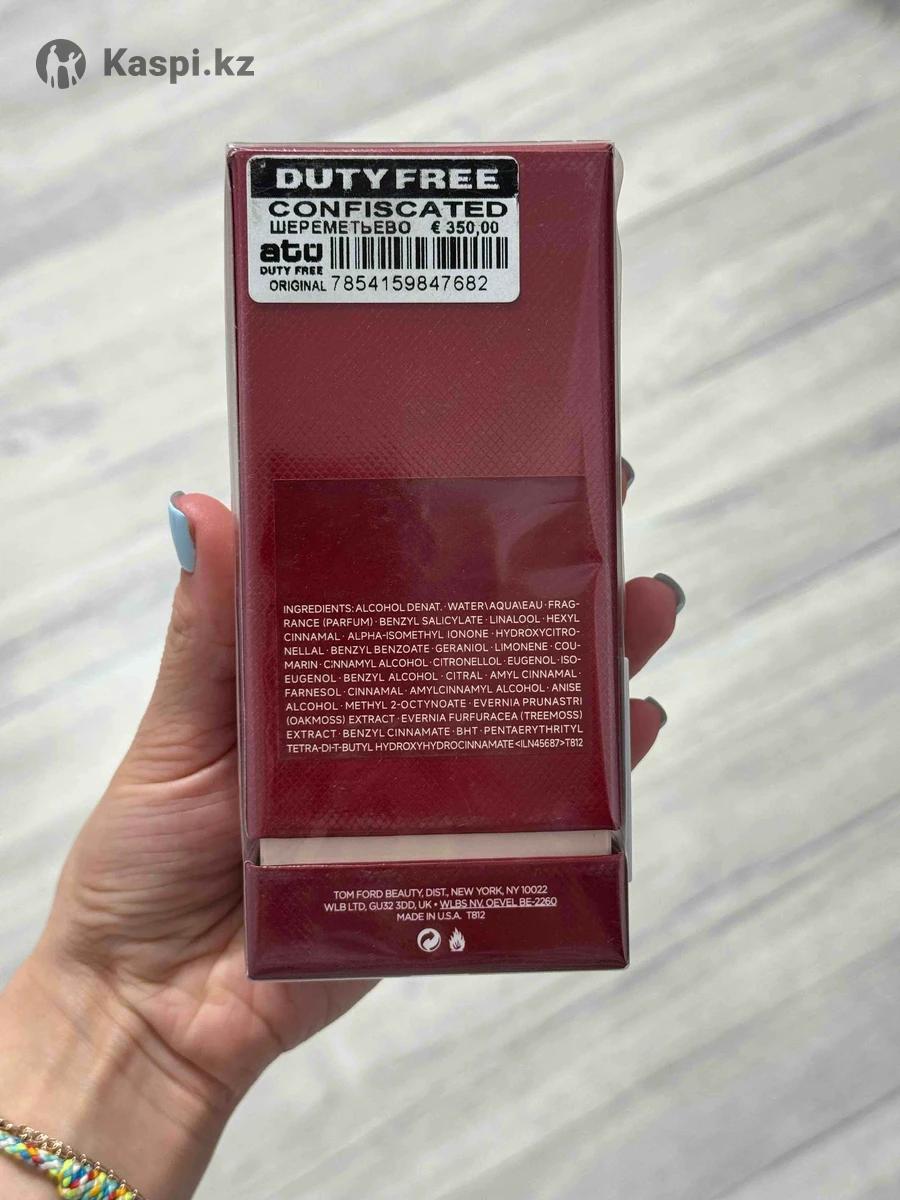 Kaspi.kz
DUTY FREE
CONFISCATED
ШЕРЕМЕТЬЕВО € 350,00
atü
DUTY FREE
ORIGINAL 7854159847682
INGREDIENTS: ALCOHOL DENAT. · WATER\AQUA\EAU · FRAG-
RANCE (PARFUM) · BENZYL SALICYLATE · LINALOOL · HEXYL
CINNAMAL · ALPHA-ISOMETHYL IONONE · HYDROXYCITRO-
NELLAL · BENZYL BENZOATE · GERANIOL · LIMONENE · COU-
MARIN · CINNAMYL ALCOHOL · CITRONELLOL · EUGENOL · ISO-
EUGENOL · BENZYL ALCOHOL · CITRAL · AMYL CINNAMAL ·
FARNESOL · CINNAMAL · AMYLCINNAMYL ALCOHOL · ANISE
ALCOHOL · METHYL 2-OCTYNOATE · EVERNIA PRUNASTRI
(OAKMOSS) EXTRACT · EVERNIA FURFURACEA (TREEMOSS)
EXTRACT · BENZYL CINNAMATE · BHT · PENTAERYTHRITYL
TETRA-DI-T-BUTYL HYDROXYHYDROCINNAMATE <ILN45687> T812
TOM FORD BEAUTY, DIST., NEW YORK, NY 10022
WLB LTD, GU32 3DD, UK • WLBS NV. OEVEL BE-2260
MADE IN U.S.A. T812